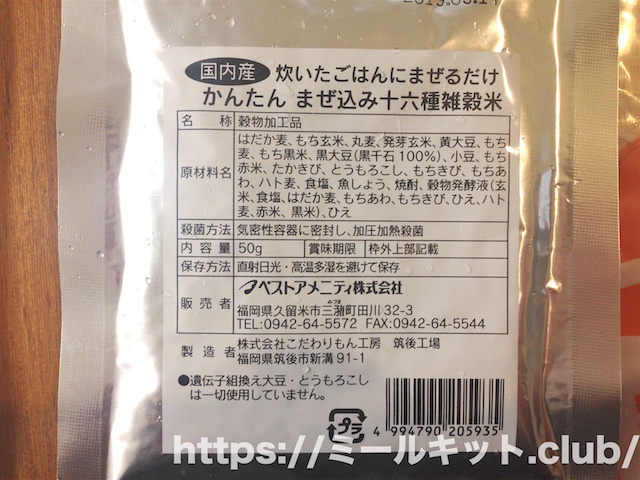 2019.05.14
国内産 炊いたごはんにまぜるだけ
かんたん まぜ込み十六種雑穀米
名 称 穀物加工品
原材料名 はだか麦、もち玄米、丸麦、発芽玄米、黄大豆、もち
麦、もち黒米、黒大豆(黒千石100%)、小豆、もち
赤米、たかきび、とうもろこし、もちきび、もちあ
わ、ハト麦、食塩、魚しょう、焼酎、穀物発酵液(玄
米、食塩、はだか麦、もちあわ、もちきび、ひえ、ハト
麦、赤米、黒米)、ひえ
殺菌方法 気密性容器に密封し、加圧加熱殺菌
内 容 量 50g 賞味期限 枠外上部記載
保存方法 直射日光・高温多湿を避けて保存
販 売 者 ベストアメニティ株式会社
みづま
福岡県久留米市三潴町田川32-3
TEL:0942-64-5572 FAX:0942-64-5544
製 造 者 株式会社こだわりもん工房 筑後工場
福岡県筑後市新溝91-1
●遺伝子組換え大豆・とうもろこし
は一切使用していません。
プラ
4 994790 205935
https://ミールキット.club/